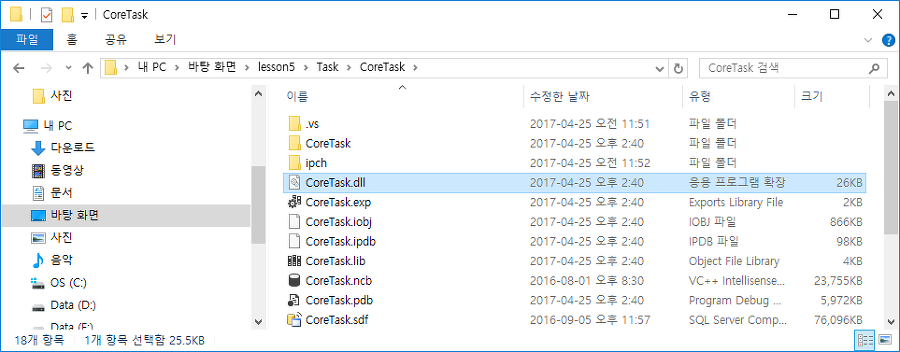 CoreTask
파일 홈 공유 보기
내 PC 바탕 화면 lesson5 Task CoreTask CoreTask 검색
사진
내 PC
다운로드
동영상
문서
바탕 화면
사진
음악
OS (C:)
Data (D:)
이름 수정한 날짜 유형 크기
.vs 2017-04-25 오전 11:51 파일 폴더
CoreTask 2017-04-25 오후 2:40 파일 폴더
ipch 2017-04-25 오전 11:52 파일 폴더
CoreTask.dll 2017-04-25 오후 2:40 응용 프로그램 확장 26KB
CoreTask.exp 2017-04-25 오후 2:40 Exports Library File 2KB
CoreTask.iobj 2017-04-25 오후 2:40 IOBJ 파일 866KB
CoreTask.ipdb 2017-04-25 오후 2:40 IPDB 파일 98KB
CoreTask.lib 2017-04-25 오후 2:40 Object File Library 4KB
CoreTask.ncb 2016-08-01 오후 8:30 VC++ Intellisense... 23,755KB
CoreTask.pdb 2017-04-25 오후 2:40 Program Debug ... 5,972KB
CoreTask.sdf 2016-09-05 오후 11:57 SQL Server Comp... 76,096KB
18개 항목 1개 항목 선택함 25.5KB